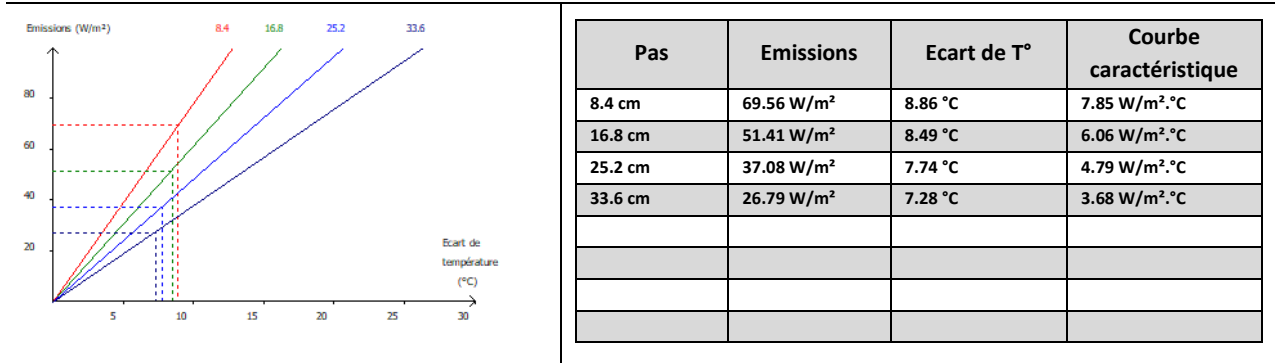 Emissions (W/m²) 8.4 16.8 25.2 33.6
80
60
40
20
Ecart de
température
(°C)
5 10 15 20 25 30
Pas Emissions Ecart de T° Courbe
caractéristique
8.4 cm 69.56 W/m² 8.86 °C 7.85 W/m².°C
16.8 cm 51.41 W/m² 8.49 °C 6.06 W/m².°C
25.2 cm 37.08 W/m² 7.74 °C 4.79 W/m².°C
33.6 cm 26.79 W/m² 7.28 °C 3.68 W/m².°C